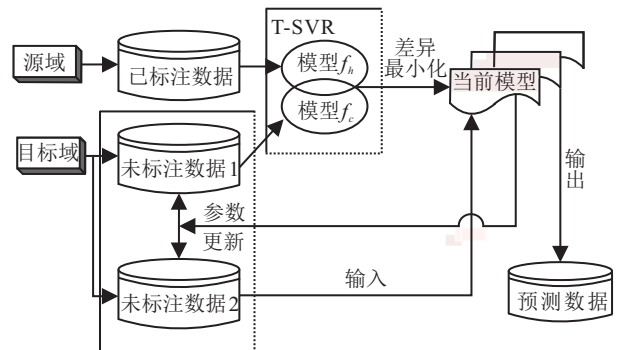 T-SVR
源域
已标注数据
模型fh
模型fc
差异
最小化
当前模型
目标域
未标注数据1
参数
更新
输出
未标注数据2
输入
预测数据